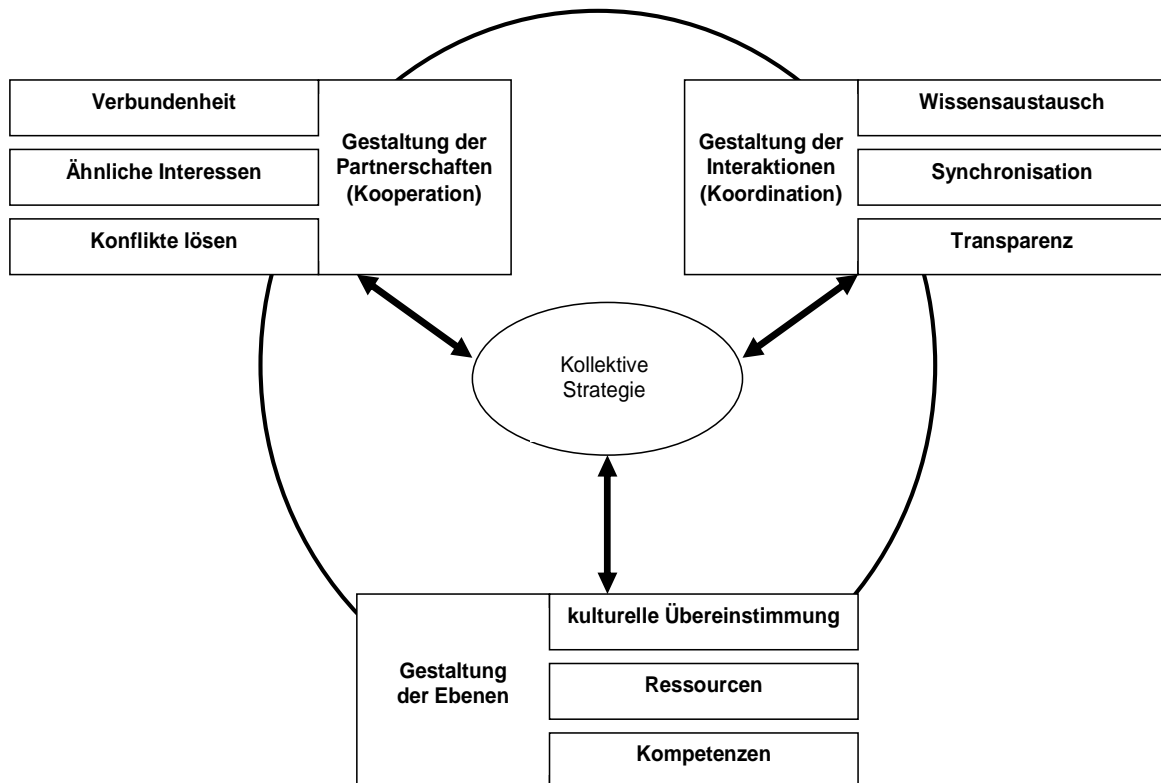 Verbundenheit
Ähnliche Interessen
Konflikte lösen
Gestaltung der
Partnerschaften
(Kooperation)
Gestaltung der
Interaktionen
(Koordination)
Wissensaustausch
Synchronisation
Transparenz
Kollektive
Strategie
Gestaltung
der Ebenen
kulturelle Übereinstimmung
Ressourcen
Kompetenzen